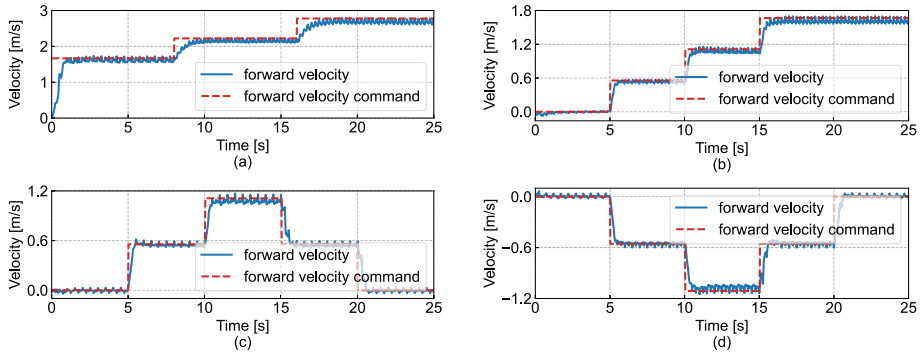 3
2
1
0
Velocity [m/s]
forward velocity
forward velocity command
0 5 10 15 20 25
Time [s]
(a)
1.8
1.2
0.6
0.0
Velocity [m/s]
forward velocity
forward velocity command
0 5 10 15 20 25
Time [s]
(b)
1.2
0.6
0.0
Velocity [m/s]
forward velocity
forward velocity command
0 5 10 15 20 25
Time [s]
(c)
0.0
−0.6
−1.2
Velocity [m/s]
forward velocity
forward velocity command
0 5 10 15 20 25
Time [s]
(d)